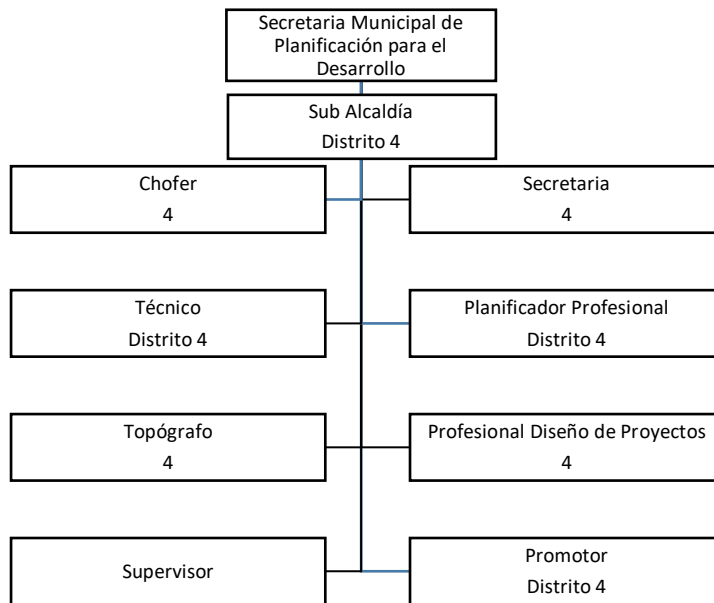 Secretaria Municipal de
Planificación para el
Desarrollo
Sub Alcaldía
Distrito 4
Chofer
4
Secretaria
4
Técnico
Distrito 4
Planificador Profesional
Distrito 4
Topógrafo
4
Profesional Diseño de Proyectos
4
Supervisor
Promotor
Distrito 4